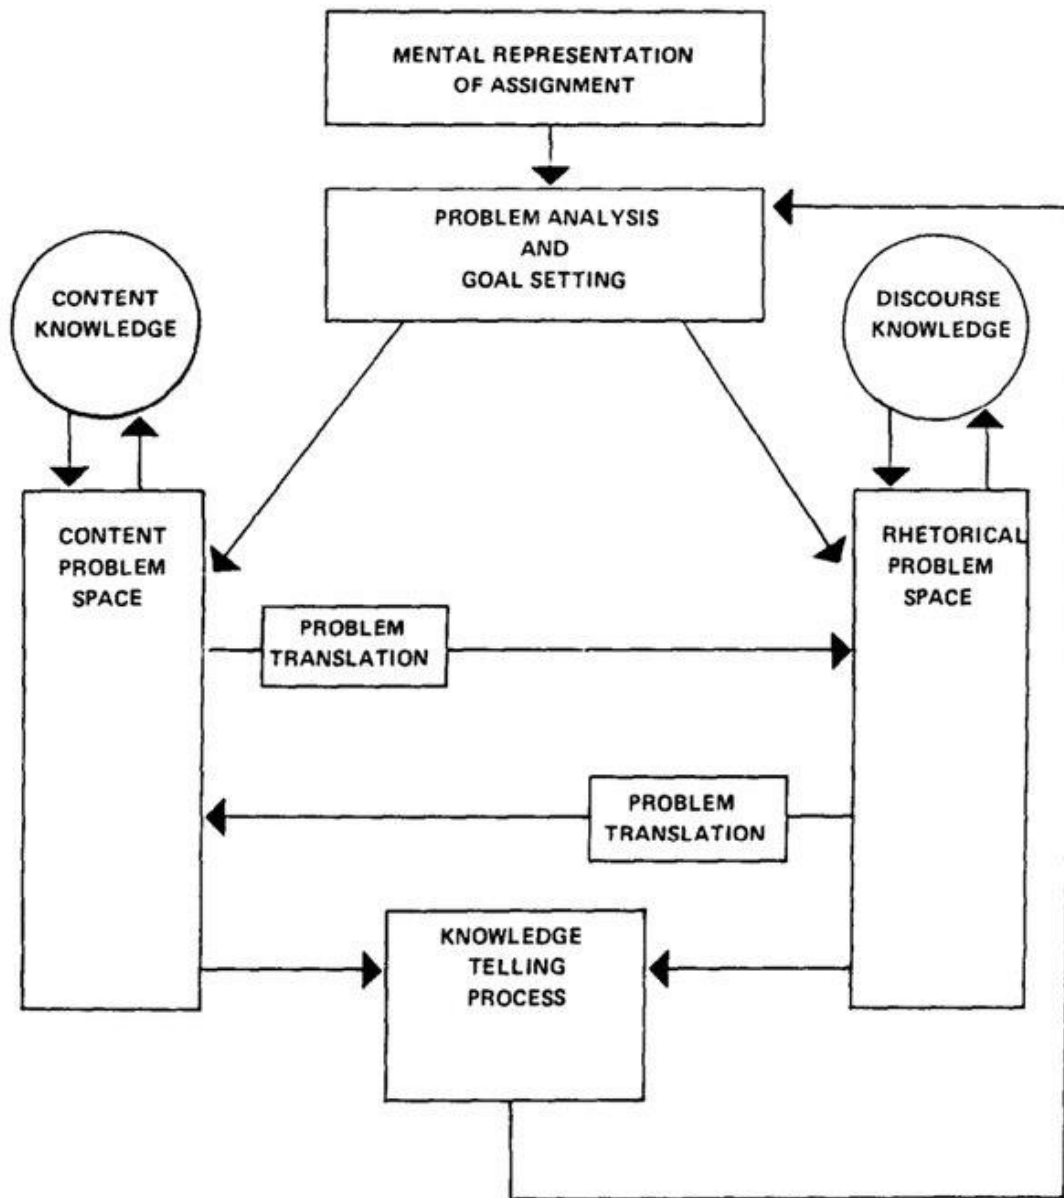 MENTAL REPRESENTATION
OF ASSIGNMENT
PROBLEM ANALYSIS
AND
GOAL SETTING
CONTENT
KNOWLEDGE
DISCOURSE
KNOWLEDGE
CONTENT
PROBLEM
SPACE
RHETORICAL
PROBLEM
SPACE
PROBLEM
TRANSLATION
PROBLEM
TRANSLATION
KNOWLEDGE
TELLING
PROCESS